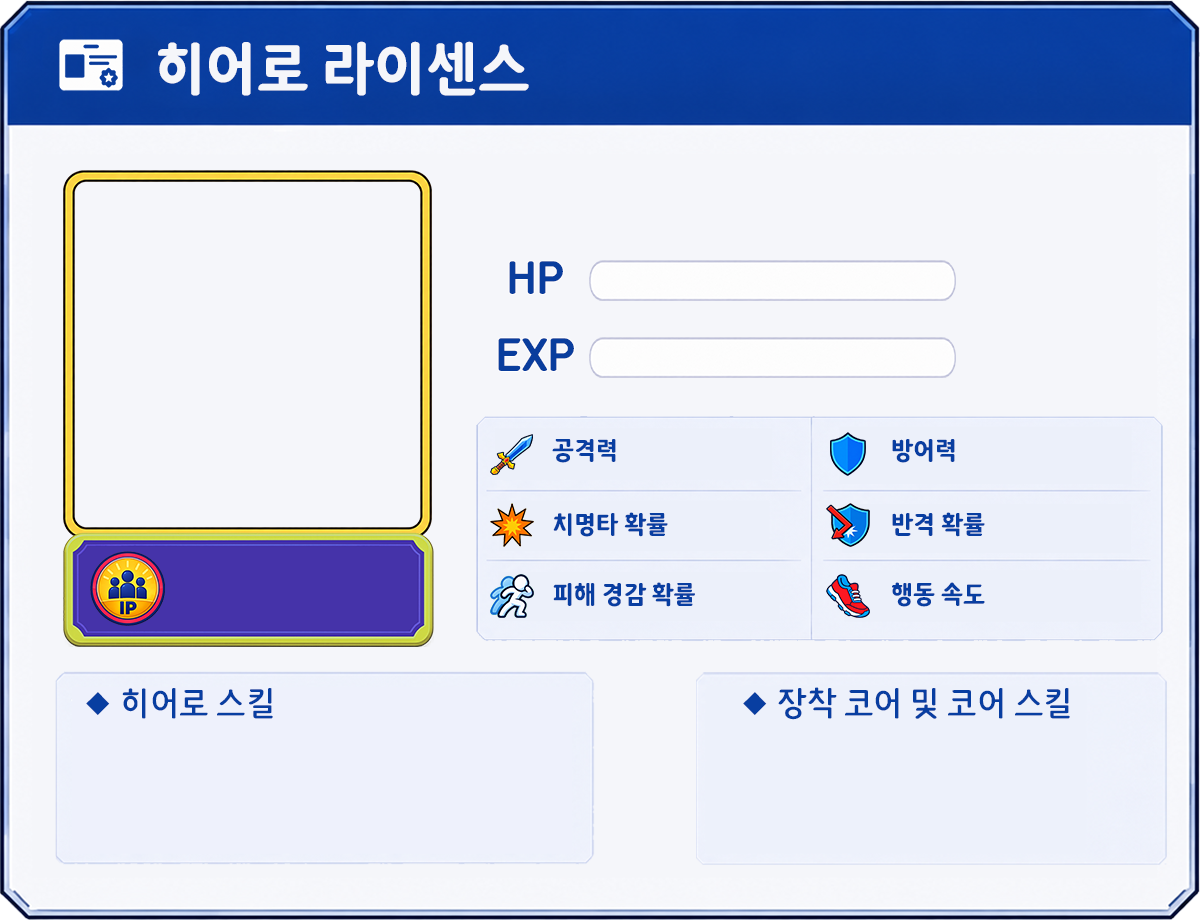 히어로 라이센스
HP
EXP
공격력
방어력
치명타 확률
반격 확률
피해 경감 확률
행동 속도
IP
◆ 히어로 스킬
◆ 장착 코어 및 코어 스킬